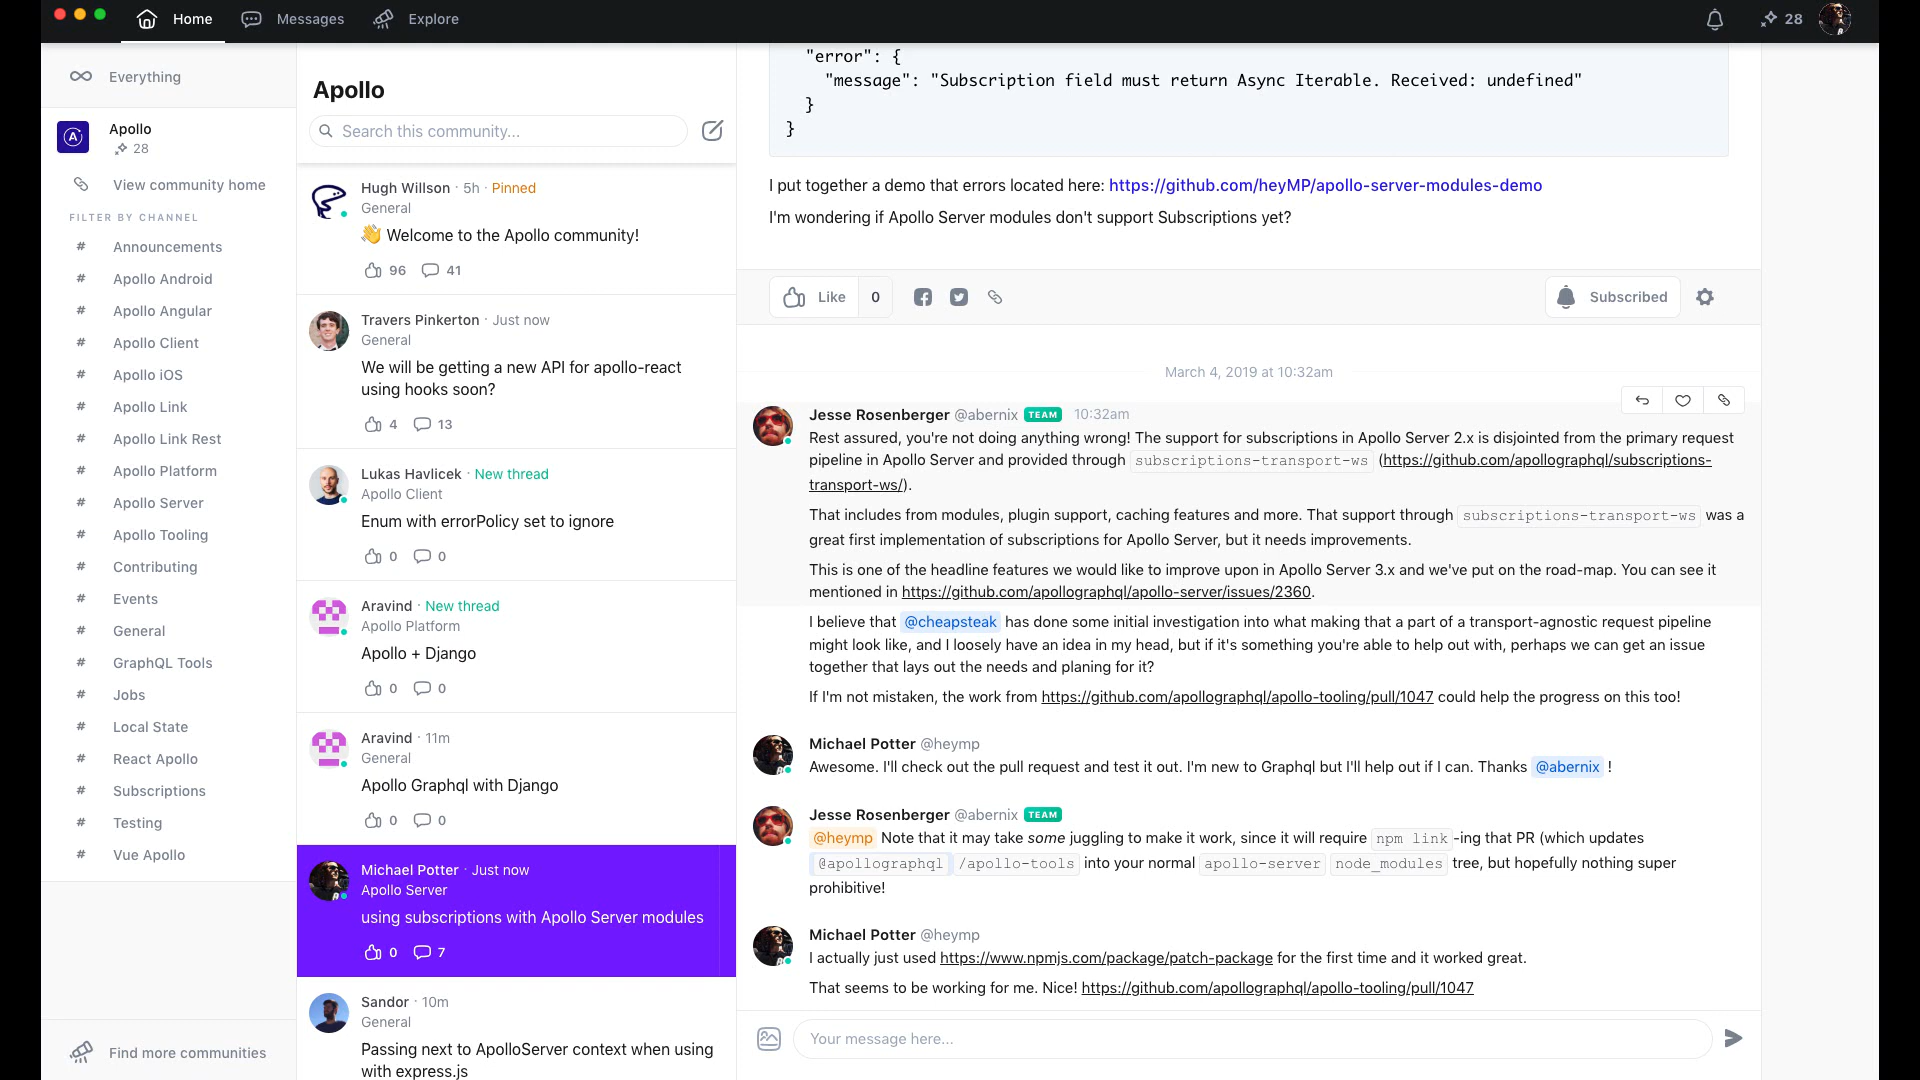 Home
Messages
Explore
28
Everything
Apollo
28
View community home
FILTER BY CHANNEL
# Announcements
# Apollo Android
# Apollo Angular
# Apollo Client
# Apollo iOS
# Apollo Link
# Apollo Link Rest
# Apollo Platform
# Apollo Server
# Apollo Tooling
# Contributing
# Events
# General
# GraphQL Tools
# Jobs
# Local State
# React Apollo
# Subscriptions
# Testing
# Vue Apollo
Find more communities
Apollo
Search this community...
Hugh Willson · 5h · Pinned
General
👋 Welcome to the Apollo community!
96 41
Travers Pinkerton · Just now
General
We will be getting a new API for apollo-react
using hooks soon?
4 13
Lukas Havlicek · New thread
Apollo Client
Enum with errorPolicy set to ignore
0 0
Aravind · New thread
Apollo Platform
Apollo + Django
0 0
Aravind · 11m
General
Apollo Graphql with Django
0 0
Michael Potter · Just now
Apollo Server
using subscriptions with Apollo Server modules
0 7
Sandor · 10m
General
Passing next to ApolloServer context when using
with express.js
"error": {
"message": "Subscription field must return Async Iterable. Received: undefined"
}
}
I put together a demo that errors located here: https://github.com/heyMP/apollo-server-modules-demo
I'm wondering if Apollo Server modules don't support Subscriptions yet?
Like 0
Subscribed
March 4, 2019 at 10:32am
Jesse Rosenberger @abernix TEAM 10:32am
Rest assured, you're not doing anything wrong! The support for subscriptions in Apollo Server 2.x is disjointed from the primary request
pipeline in Apollo Server and provided through subscriptions-transport-ws (https://github.com/apollographql/subscriptions-
transport-ws/).
That includes from modules, plugin support, caching features and more. That support through subscriptions-transport-ws was a
great first implementation of subscriptions for Apollo Server, but it needs improvements.
This is one of the headline features we would like to improve upon in Apollo Server 3.x and we've put on the road-map. You can see it
mentioned in https://github.com/apollographql/apollo-server/issues/2360.
I believe that @cheapsteak has done some initial investigation into what making that a part of a transport-agnostic request pipeline
might look like, and I loosely have an idea in my head, but if it's something you're able to help out with, perhaps we can get an issue
together that lays out the needs and planing for it?
If I'm not mistaken, the work from https://github.com/apollographql/apollo-tooling/pull/1047 could help the progress on this too!
Michael Potter @heymp
Awesome. I'll check out the pull request and test it out. I'm new to Graphql but I'll help out if I can. Thanks @abernix !
Jesse Rosenberger @abernix TEAM
@heymp Note that it may take some juggling to make it work, since it will require npm link-ing that PR (which updates
@apollographql /apollo-tools into your normal apollo-server node_modules tree, but hopefully nothing super
prohibitive!
Michael Potter @heymp
I actually just used https://www.npmjs.com/package/patch-package for the first time and it worked great.
That seems to be working for me. Nice! https://github.com/apollographql/apollo-tooling/pull/1047
Your message here...